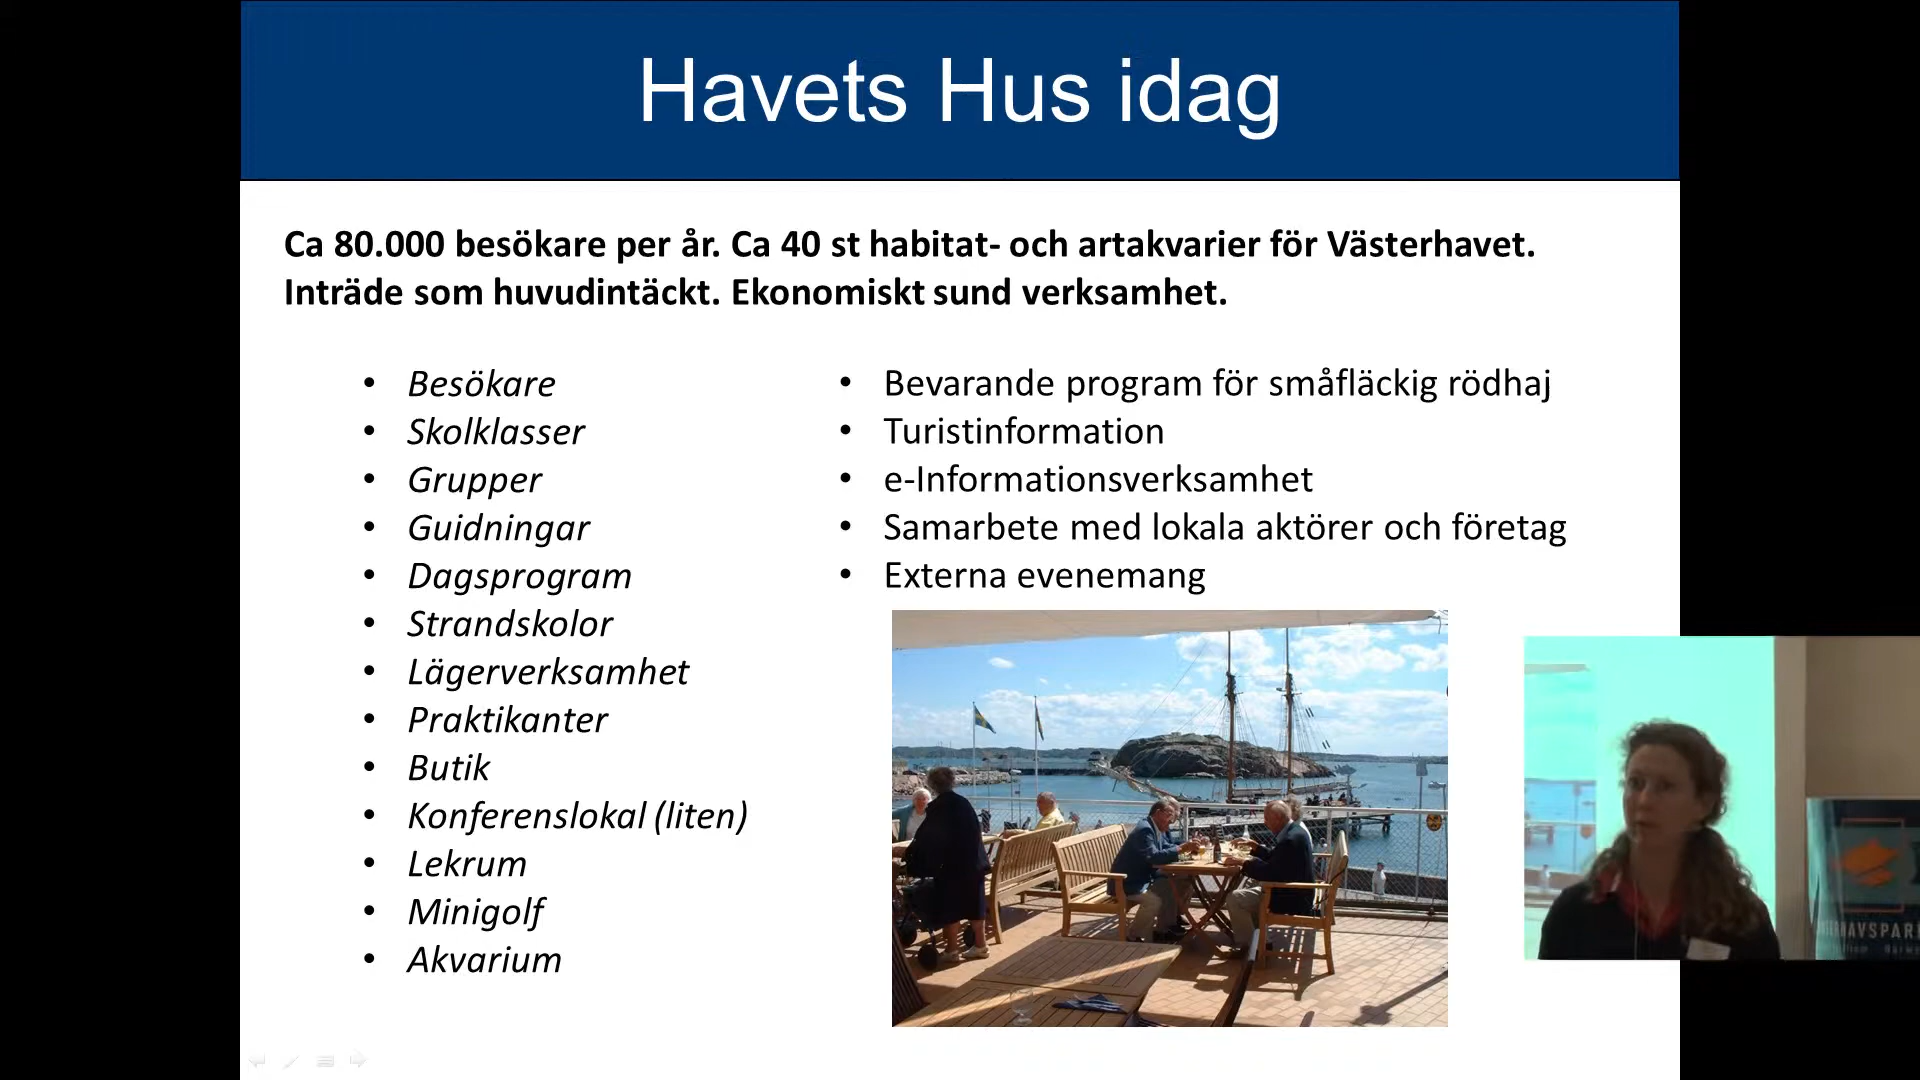 Havets Hus idag
Ca 80.000 besökare per år. Ca 40 st habitat- och artakvarier för Västerhavet.
Inträde som huvudintäckt. Ekonomiskt sund verksamhet.
• Besökare
• Skolklasser
• Grupper
• Guidningar
• Dagsprogram
• Strandskolor
• Lägerverksamhet
• Praktikanter
• Butik
• Konferenslokal (liten)
• Lekrum
• Minigolf
• Akvarium
• Bevarande program för småfläckig rödhaj
• Turistinformation
• e-Informationsverksamhet
• Samarbete med lokala aktörer och företag
• Externa evenemang